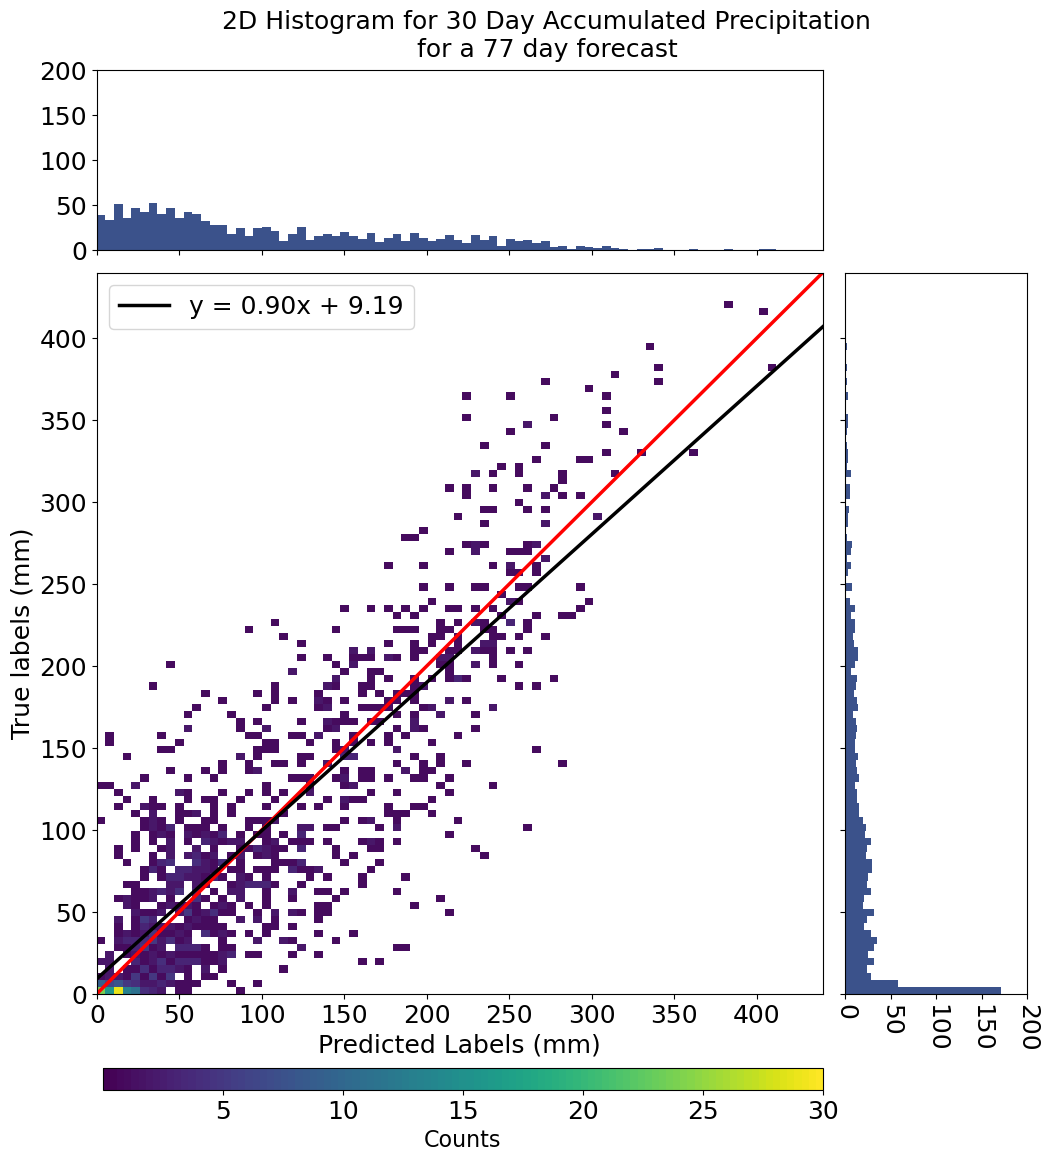 2D Histogram for 30 Day Accumulated Precipitation
for a 77 day forecast
200
150
100
50
0
y = 0.90x + 9.19
400
350
300
250
200
150
100
50
0
True labels (mm)
0 50 100 150 200 250 300 350 400
Predicted Labels (mm)
0 50 100 150 200
5 10 15 20 25 30
Counts